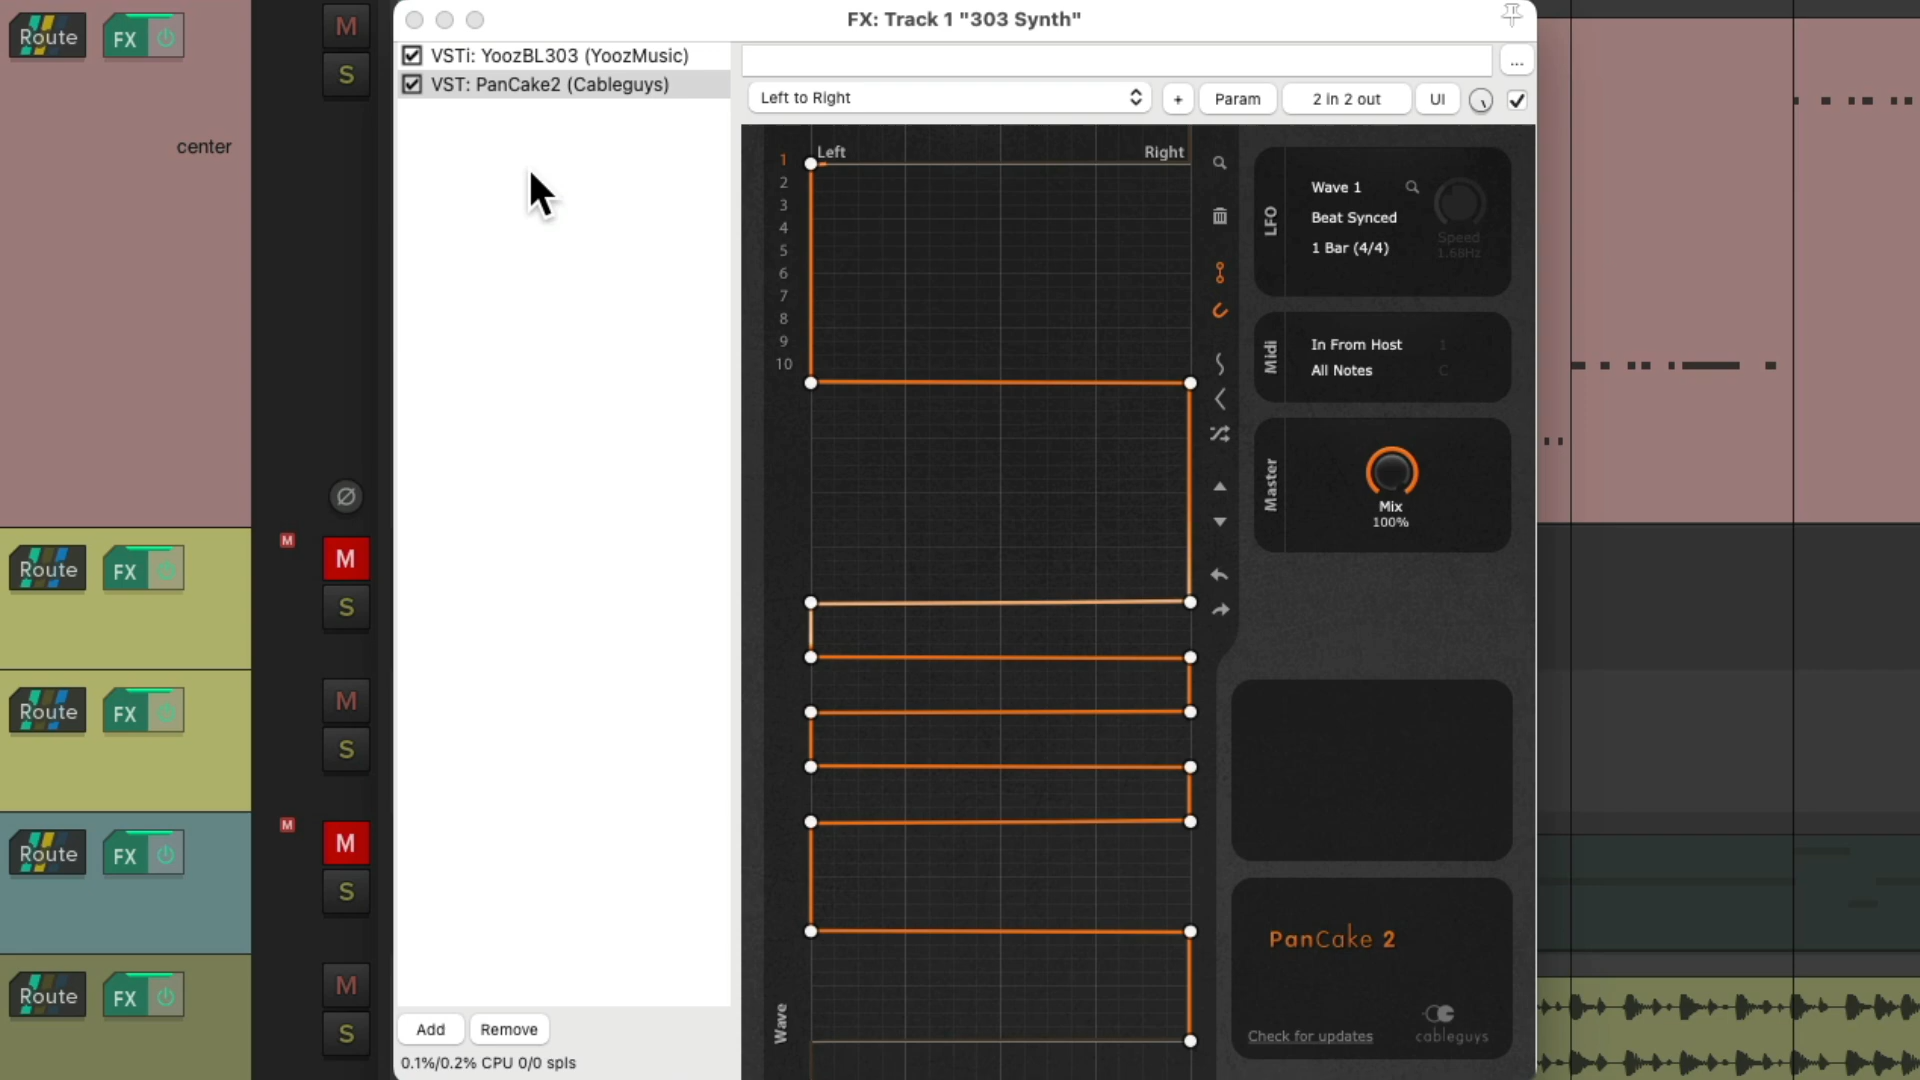 Route FX M S
center
M Route FX M S
Route FX M S
M Route FX M S
Route FX M S
FX: Track 1 "303 Synth"
VSTi: YoozBL303 (YoozMusic)
VST: PanCake2 (Cableguys)
Add Remove
0.1%/0.2% CPU 0/0 spls
...
Left to Right + Param 2 in 2 out UI
Left Right
1
2
3
4
5
6
7
8
9
10
Wave
LFO
Wave 1
Beat Synced
1 Bar (4/4)
Speed
1.68Hz
Midi
In From Host 1
All Notes C
Master
Mix
100%
PanCake 2
Check for updates cableguys